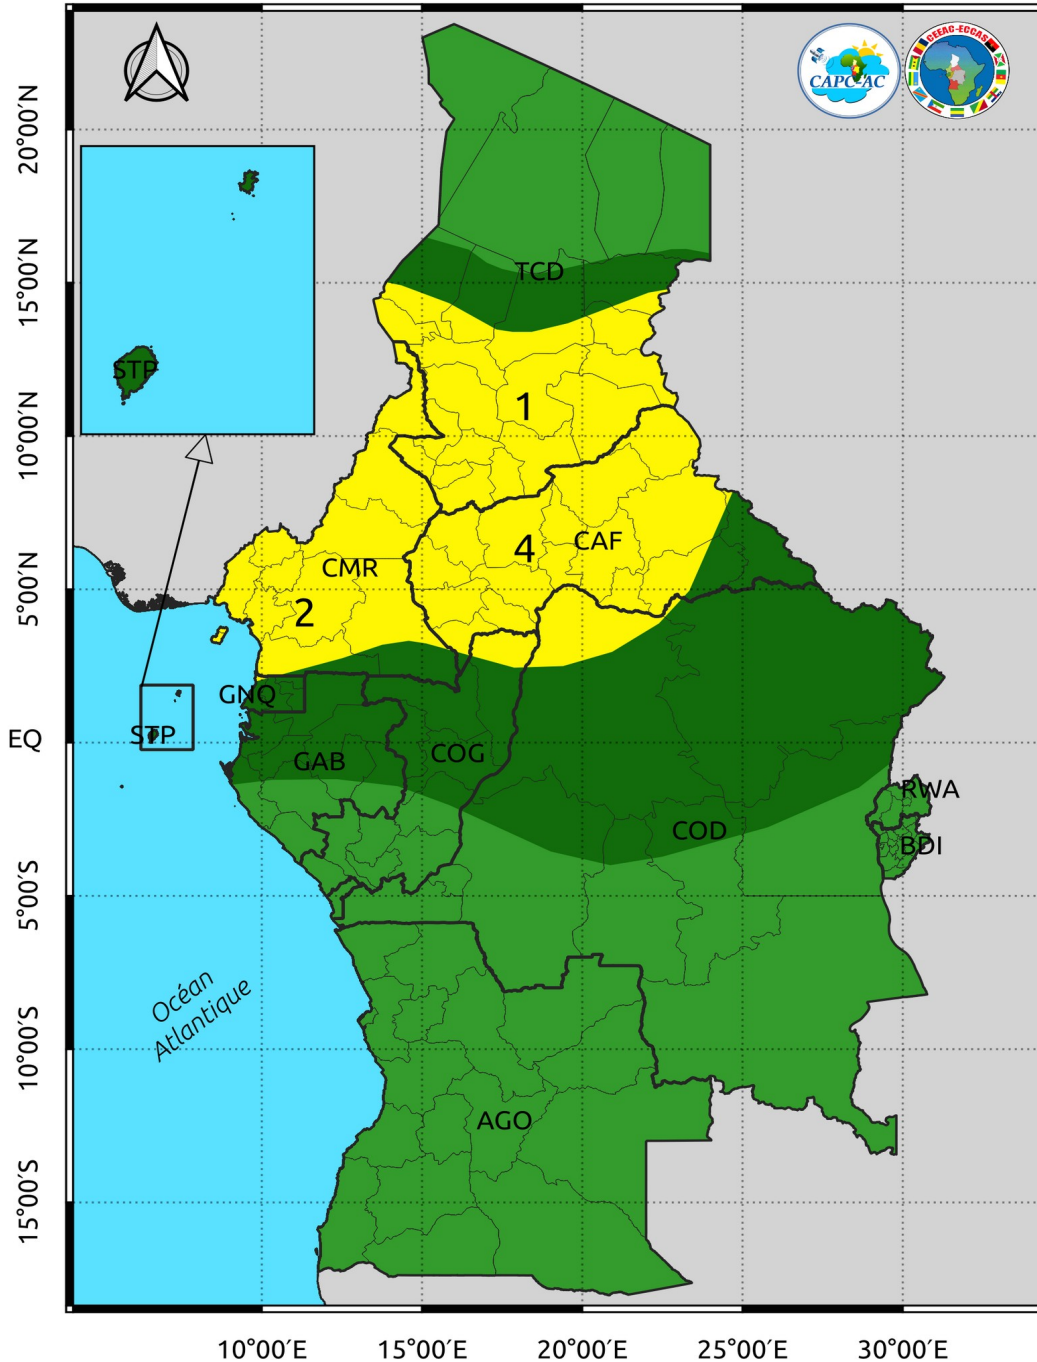 CAPC-AC
CEEAC-ECCAS
20°00′N
15°00′N
10°00′N
5°00′N
EQ
5°00′S
10°00′S
15°00′S
STP
TCD
1
4
CAF
CMR
2
GNQ
STP
GAB
COG
COD
RWA
BDI
Océan
Atlantique
AGO
10°00′E
15°00′E
20°00′E
25°00′E
30°00′E